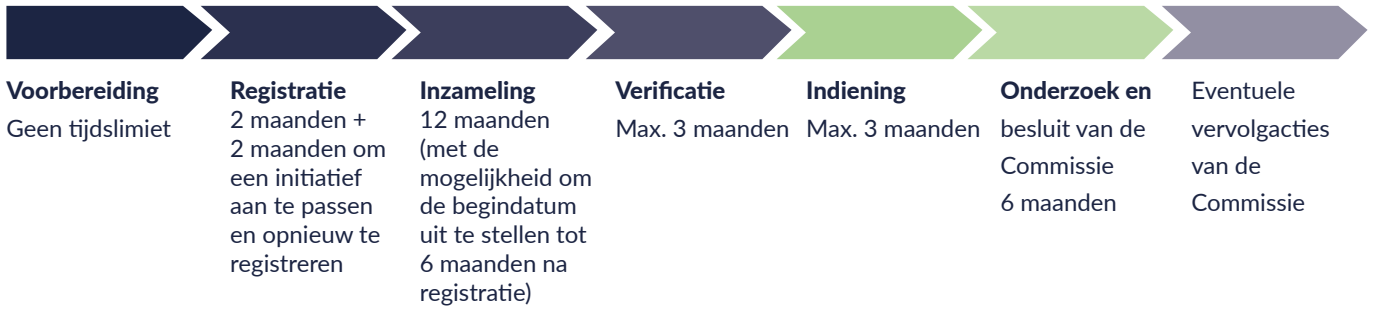 Voorbereiding
Geen tijdslimiet
Registratie
2 maanden +
2 maanden om
een initiatief
aan te passen
en opnieuw te
registreren
Inzameling
12 maanden
(met de
mogelijkheid om
de begindatum
uit te stellen tot
6 maanden na
registratie)
Verificatie
Max. 3 maanden
Indiening
Max. 3 maanden
Onderzoek en
besluit van de
Commissie
6 maanden
Eventuele
vervolgacties
van de
Commissie